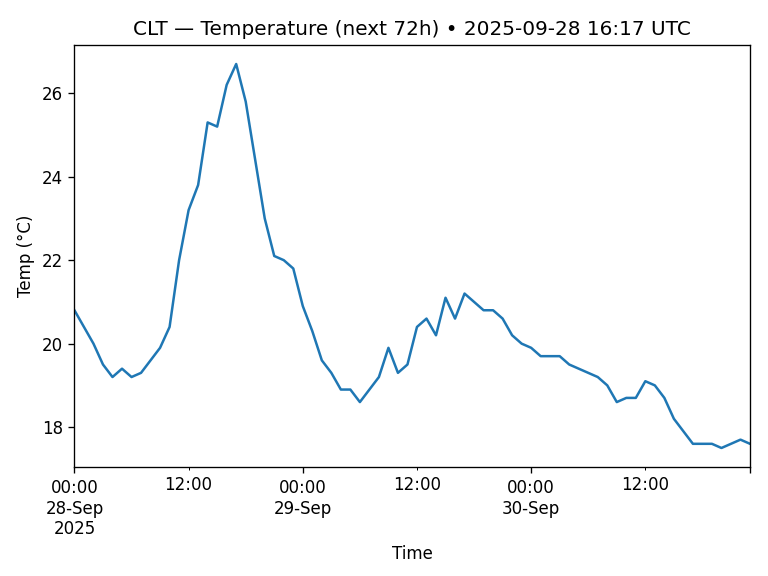 CLT — Temperature (next 72h) • 2025-09-28 16:17 UTC
26
24
22
20
18
Temp (°C)
00:00 12:00 00:00 12:00 00:00 12:00
28-Sep 29-Sep 30-Sep
2025
Time